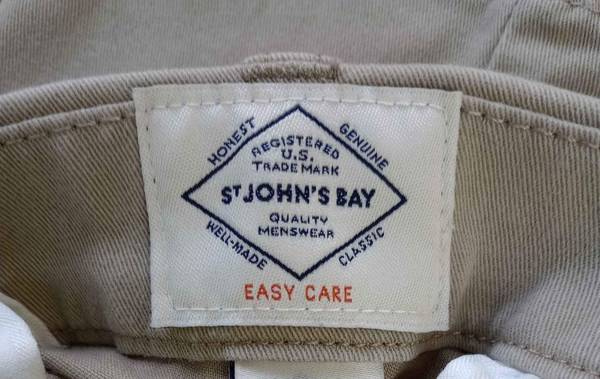 HONEST
GENUINE
REGISTERED
U.S.
TRADE MARK
ST JOHN'S BAY
QUALITY
MENSWEAR
WELL-MADE
CLASSIC
EASY CARE